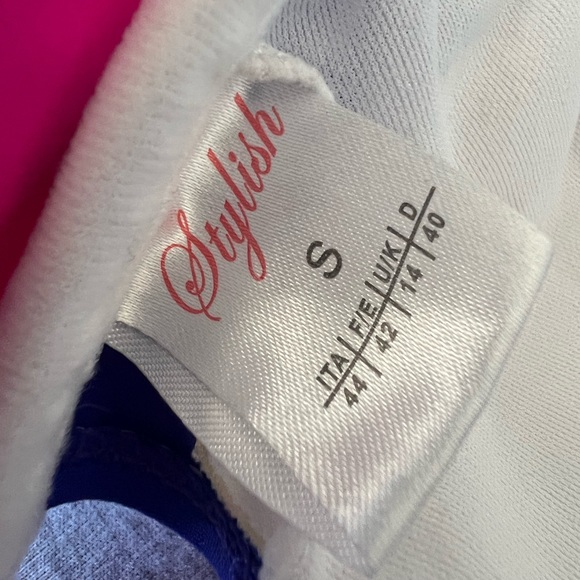 Stylish
S
ITA | F/E | U/K | D
44 | 42 | 14 | 40